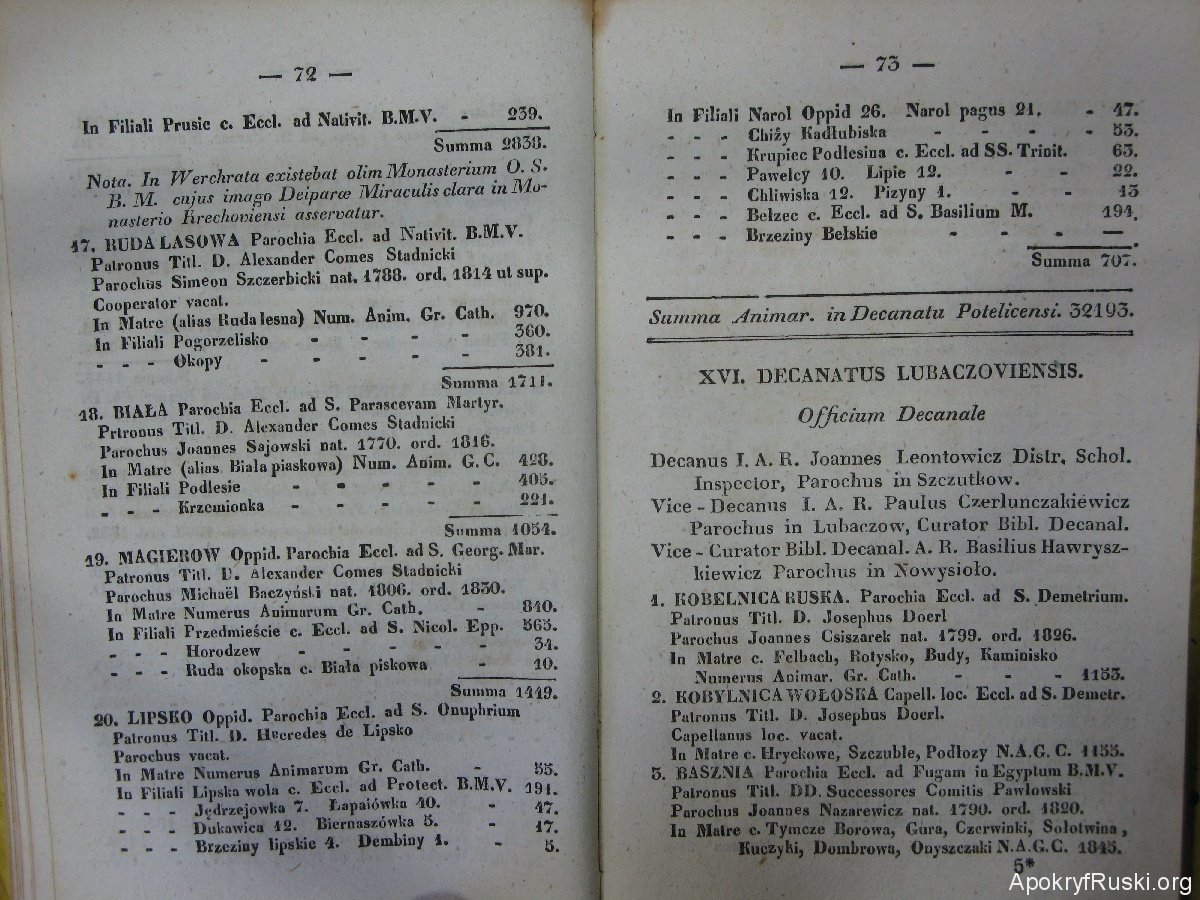 — 72 —
In Filiali Prusie c. Eccl. ad Nativit. B.M.V. - 239.
Summa 2838.
Nota. In Werchrata existebat olim Monasterium O. S.
B. M. cujus imago Deiparæ Miraculis clara in Mo-
nasterio Krechoviensi asservatur.
17. RUDA LASOWA Parochia Eccl. ad Nativit. B.M.V.
Patronus Titl. D. Alexander Comes Stadnicki
Parochus Simeon Szczerbicki nat. 1788. ord. 1814 ut sup.
Cooperator vacat.
In Matre (alias Ruda lesna) Num. Anim. Gr. Cath. 970.
In Filiali Pogorzelisko - - - - 360.
- - - Okopy - - - - - 381.
Summa 1711.
18. BIAŁA Parochia Eccl. ad S. Parascevam Martyr.
Prtronus Titl. D. Alexander Comes Stadnicki
Parochus Joannes Sajowski nat. 1770. ord. 1816.
In Matre (alias Biala piaskowa) Num. Anim. G. C. 428.
In Filiali Podlesie - - - - - 405.
- - - Krzemionka - - - - - 221.
Summa 1054.
19. MAGIEROW Oppid. Parochia Eccl. ad S. Georg. Mar.
Patronus Titl. D. Alexander Comes Stadnicki
Parochus Michaël Baczyński nat. 1806. ord. 1830.
In Matre Numerus Animarum Gr. Cath. - 840.
In Filiali Przedmieście c. Eccl. ad S. Nicol. Epp. 565.
- - - Horodzew - - - - - 34.
- - - Ruda okopska c. Biała piskowa - 10.
Summa 1449.
20. LIPSKO Oppid. Parochia Eccl. ad S. Onuphrium
Patronus Titl. D. Heeredes de Lipsko
Parochus vacat.
In Matre Numerus Animarum Gr. Cath. - 55.
In Filiali Lipska wola c. Eccl. ad Protect. B.M.V. 191.
- - - Jędrzejowka 7. Łapaiówka 40. - 47.
- - - Dukawica 12. Biernaszówka 5. - 17.
- - - Brzeziny lipskie 4. Dembiny 1. - 5.
— 73 —
In Filiali Narol Oppid 26. Narol pagus 21. - 47.
- - - Chiży Kadłubiska - - - - 53.
- - - Krupiec Podlesina c. Eccl. ad SS. Trinit. 63.
- - - Pawelcy 10. Lipie 12. - - 22.
- - - Chliwiska 12. Pizyny 1. - - 13
- - - Bełzec c. Eccl. ad S. Basilium M. 194.
- - - Brzeziny Bełskie - - - - —
Summa 707.
Summa Animar. in Decanatu Potelicensi. 32193.
XVI. DECANATUS LUBACZOVIENSIS.
Officium Decanale
Decanus I. A. R. Joannes Leontowicz Distr. Schol.
Inspector, Parochus in Szczutkow.
Vice - Decanus I. A. R. Paulus Czerlunczakiewicz
Parochus in Lubaczow, Curator Bibl. Decanal.
Vice - Curator Bibl. Decanal. A. R. Basilius Hawrysz-
kiewicz Parochus in Nowysioło.
1. KOBELNICA RUSKA. Parochia Eccl. ad S. Demetrium.
Patronus Titl. D. Josephus Doerl
Parochus Joannes Csiszarek nat. 1799. ord. 1826.
In Matre c. Felbach, Rotysko, Budy, Kaminisko
Numerus Animar. Gr. Cath. - - - 1153.
2. KOBYLNICA WOŁOSKA Capell. loc. Eccl. ad S. Demetr.
Patronus Titl. D. Josephus Doerl.
Capellanus loc. vacat.
In Matre c. Hryckowe, Szczuble, Podłozy N.A.G.C. 1155.
3. BASZNIA Parochia Eccl. ad Fugam in Egyptum B.M.V.
Patronus Titl. DD. Successores Comitis Pawłowski
Parochus Joannes Nazarewicz nat. 1790. ord. 1820.
In Matre c. Tymcze Borowa, Gura, Czerwinki, Sołotwina,
Kuczyki, Dombrowa, Onyszczaki N.A.G.C. 1845.
5*
ApokryfRuski.org